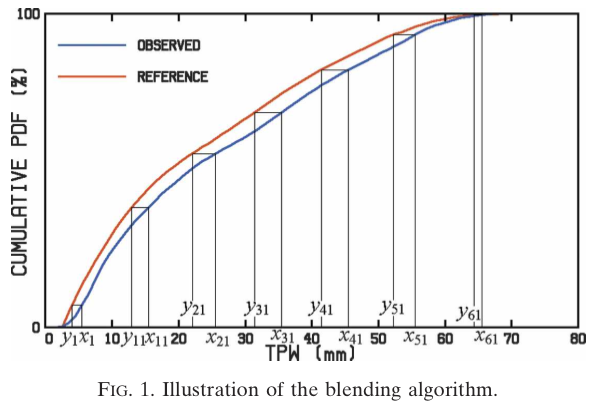 100
OBSERVED
REFERENCE
CUMULATIVE PDF (%)
y21 y31 y41 y51 y61
0
0 y1 x1 10 y11 x11 20 x21 30 x31 40 x41 50 x51 60 x61 70 80
TPW (mm)
FIG. 1. Illustration of the blending algorithm.